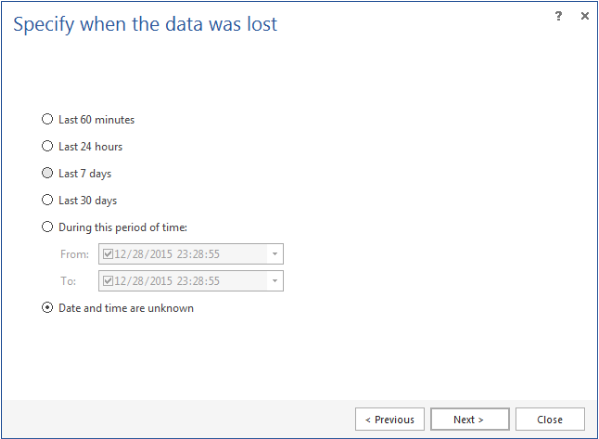 Specify when the data was lost
? ×
Last 60 minutes
Last 24 hours
Last 7 days
Last 30 days
During this period of time:
From: 12/28/2015 23:28:55
To: 12/28/2015 23:28:55
Date and time are unknown
< Previous Next > Close